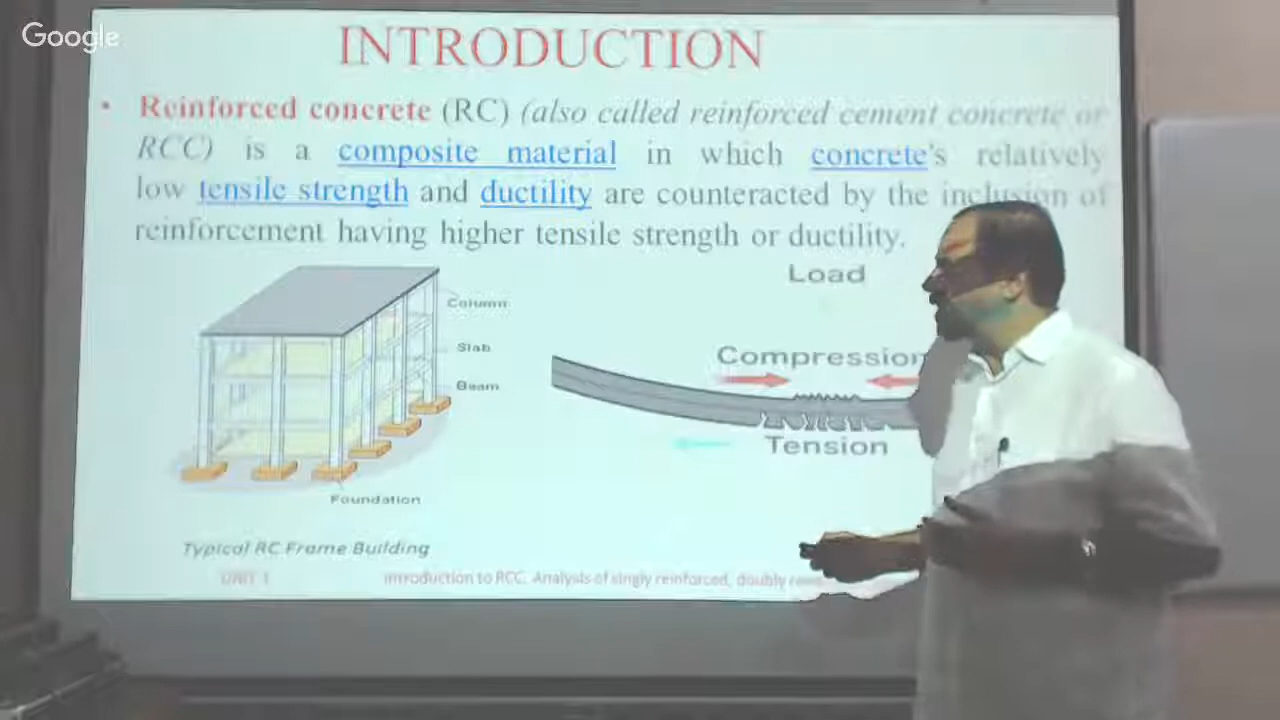 Google
INTRODUCTION
• Reinforced concrete (RC) (also called reinforced cement concrete or
RCC) is a composite material in which concrete's relatively
low tensile strength and ductility are counteracted by the inclusion of
reinforcement having higher tensile strength or ductility.
Load
Column
Slab
Compression
Beam
Tension
Foundation
Typical RC Frame Building
UNIT 1
Introduction to RCC, Analysis of singly reinforced, doubly